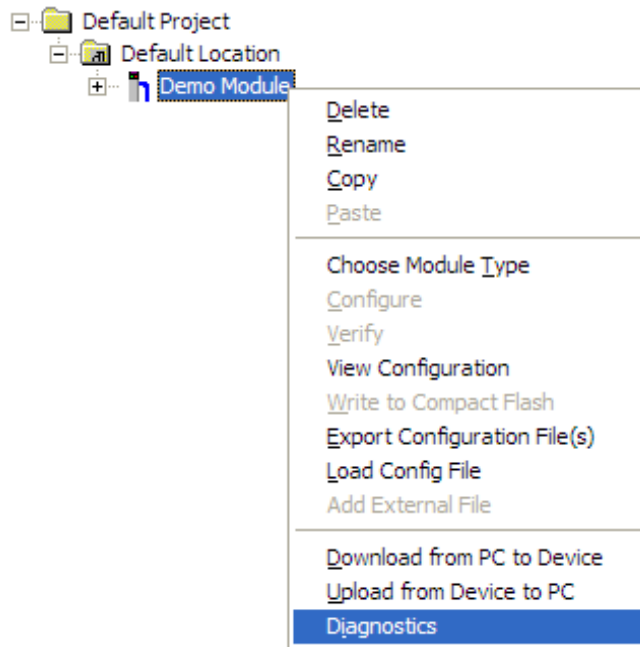 Default Project
Default Location
Demo Module
Delete
Rename
Copy
Paste
Choose Module Type
Configure
Verify
View Configuration
Write to Compact Flash
Export Configuration File(s)
Load Config File
Add External File
Download from PC to Device
Upload from Device to PC
Diagnostics